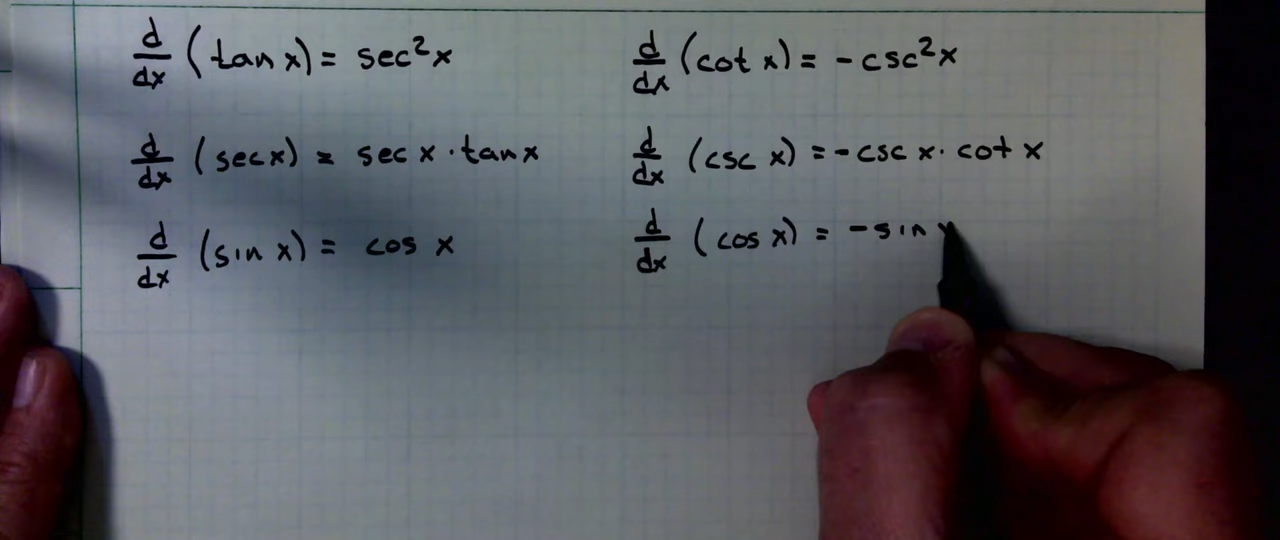 d/dx (tan x) = sec²x
d/dx (cot x) = -csc²x
d/dx (sec x) = sec x · tan x
d/dx (csc x) = -csc x · cot x
d/dx (sin x) = cos x
d/dx (cos x) = -sin x